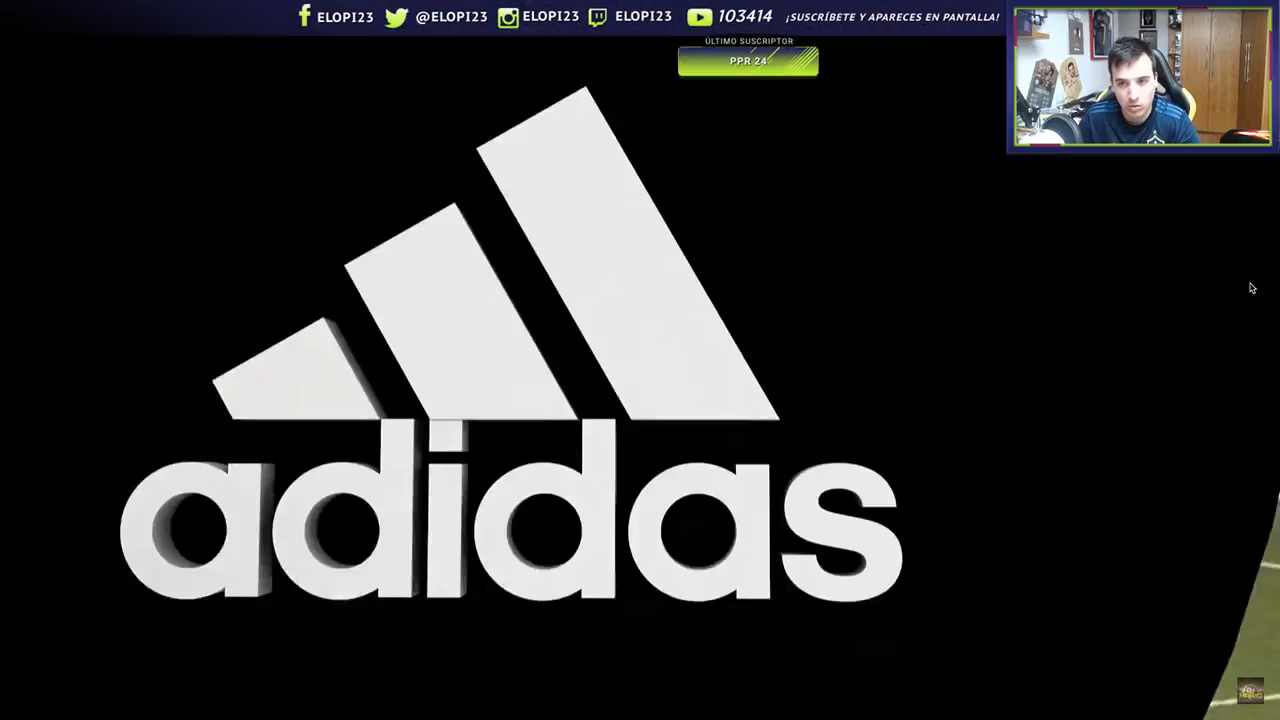 ELOPI23 @ELOPI23 ELOPI23 ELOPI23 103414 ¡SUSCRÍBETE Y APARECES EN PANTALLA!
ÚLTIMO SUSCRIPTOR
PPR 24
adidas